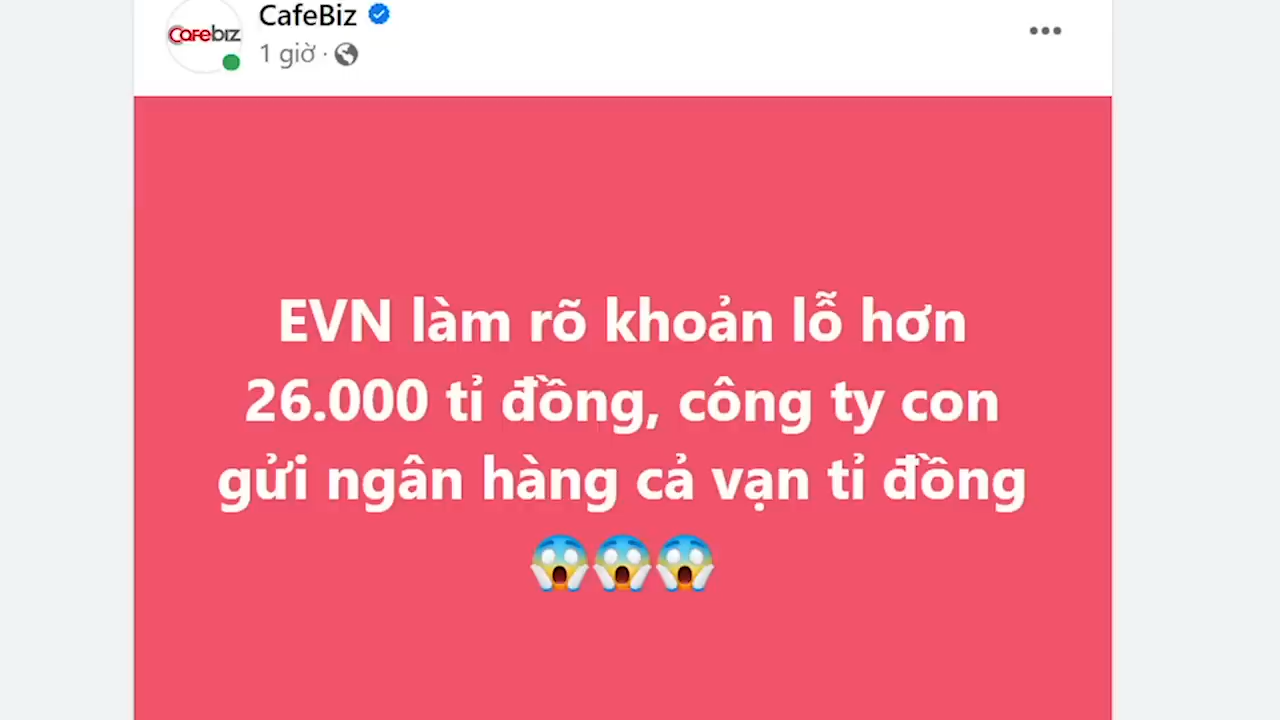 CafeBiz
Cafebiz
1 giờ ·
EVN làm rõ khoản lỗ hơn
26.000 tỉ đồng, công ty con
gửi ngân hàng cả vạn tỉ đồng
😱😱😱